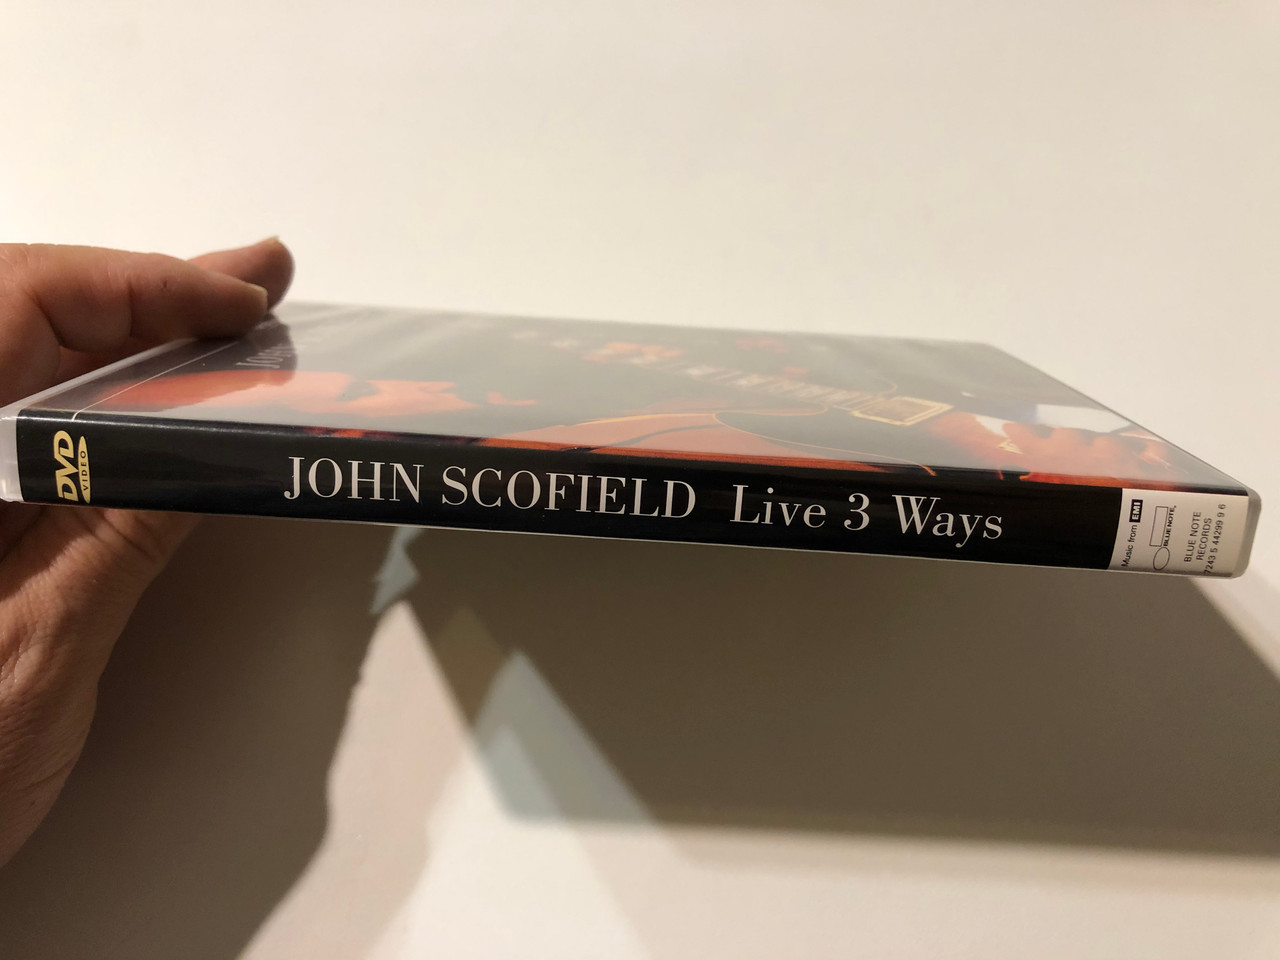 DVD
VIDEO
JOHN SCOFIELD Live 3 Ways
Music from EMI
BLUE NOTE
BLUE NOTE
RECORDS
7243 5 44299 9 6